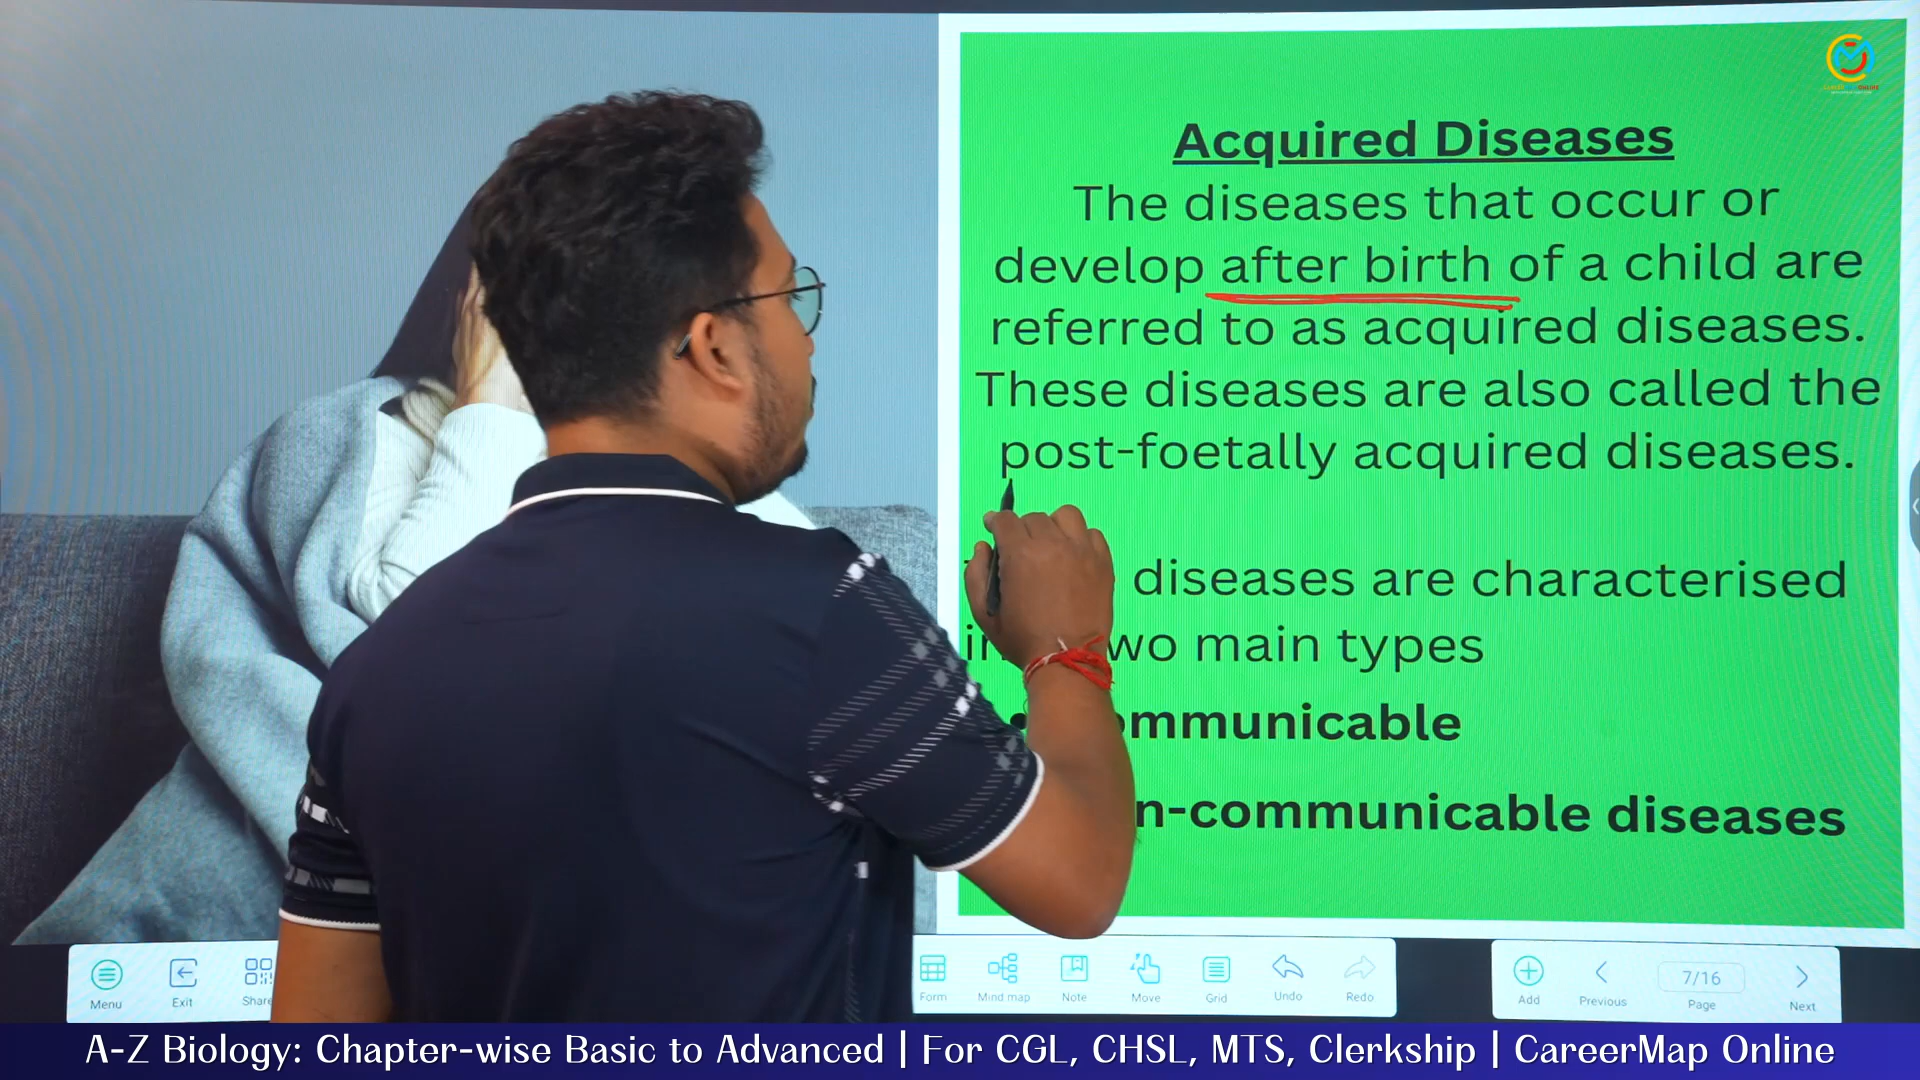 Acquired Diseases
The diseases that occur or
develop after birth of a child are
referred to as acquired diseases.
These diseases are also called the
post-foetally acquired diseases.
diseases are characterised
two main types
mmunicable
n-communicable diseases
Menu
Exit
Share
Form
Mind map
Note
Move
Grid
Undo
Redo
Add
Previous
7/16
Page
Next
A-Z Biology: Chapter-wise Basic to Advanced | For CGL, CHSL, MTS, Clerkship | CareerMap Online